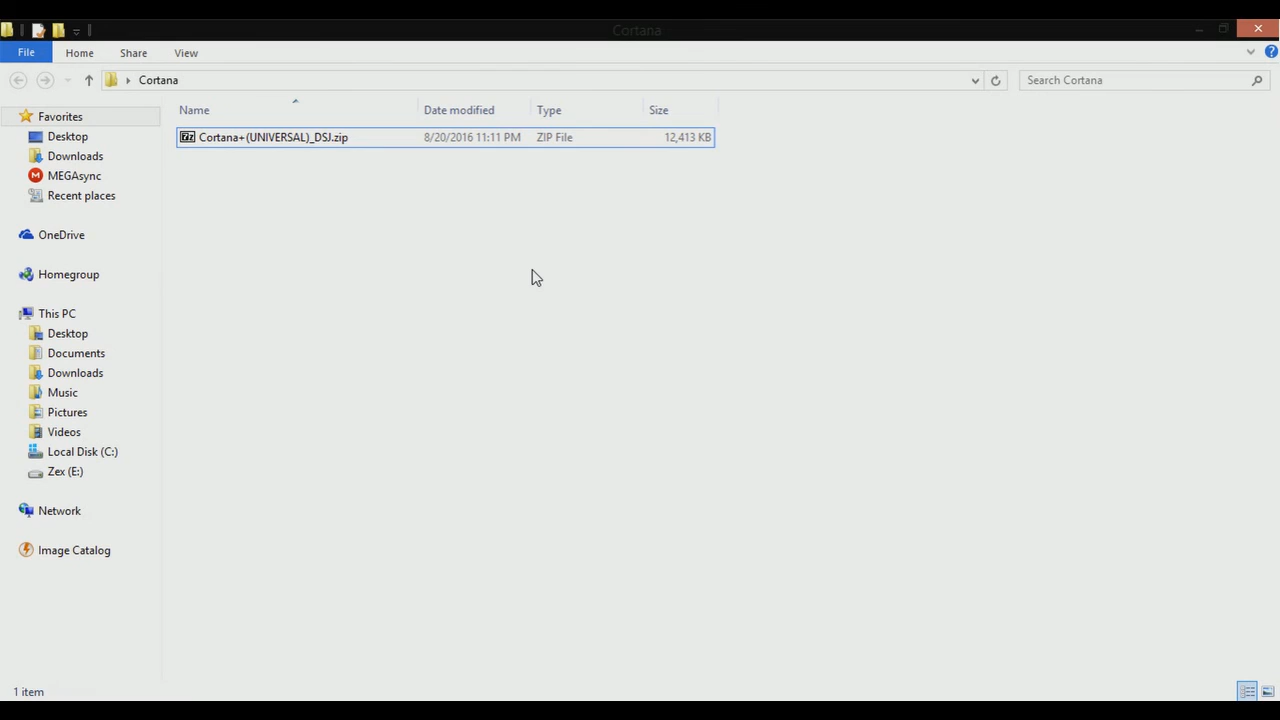 Cortana
File Home Share View
Cortana
Search Cortana
Name Date modified Type Size
Cortana+(UNIVERSAL)_DSJ.zip 8/20/2016 11:11 PM ZIP File 12,413 KB
Favorites
Desktop
Downloads
MEGAsync
Recent places
OneDrive
Homegroup
This PC
Desktop
Documents
Downloads
Music
Pictures
Videos
Local Disk (C:)
Zex (E:)
Network
Image Catalog
1 item